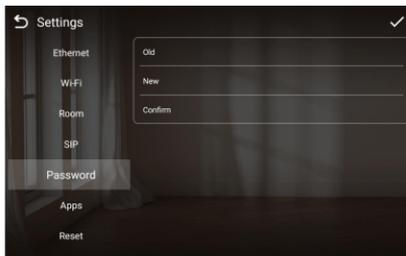 Settings
Ethernet
Wi-Fi
Room
SIP
Password
Apps
Reset
Old
New
Confirm